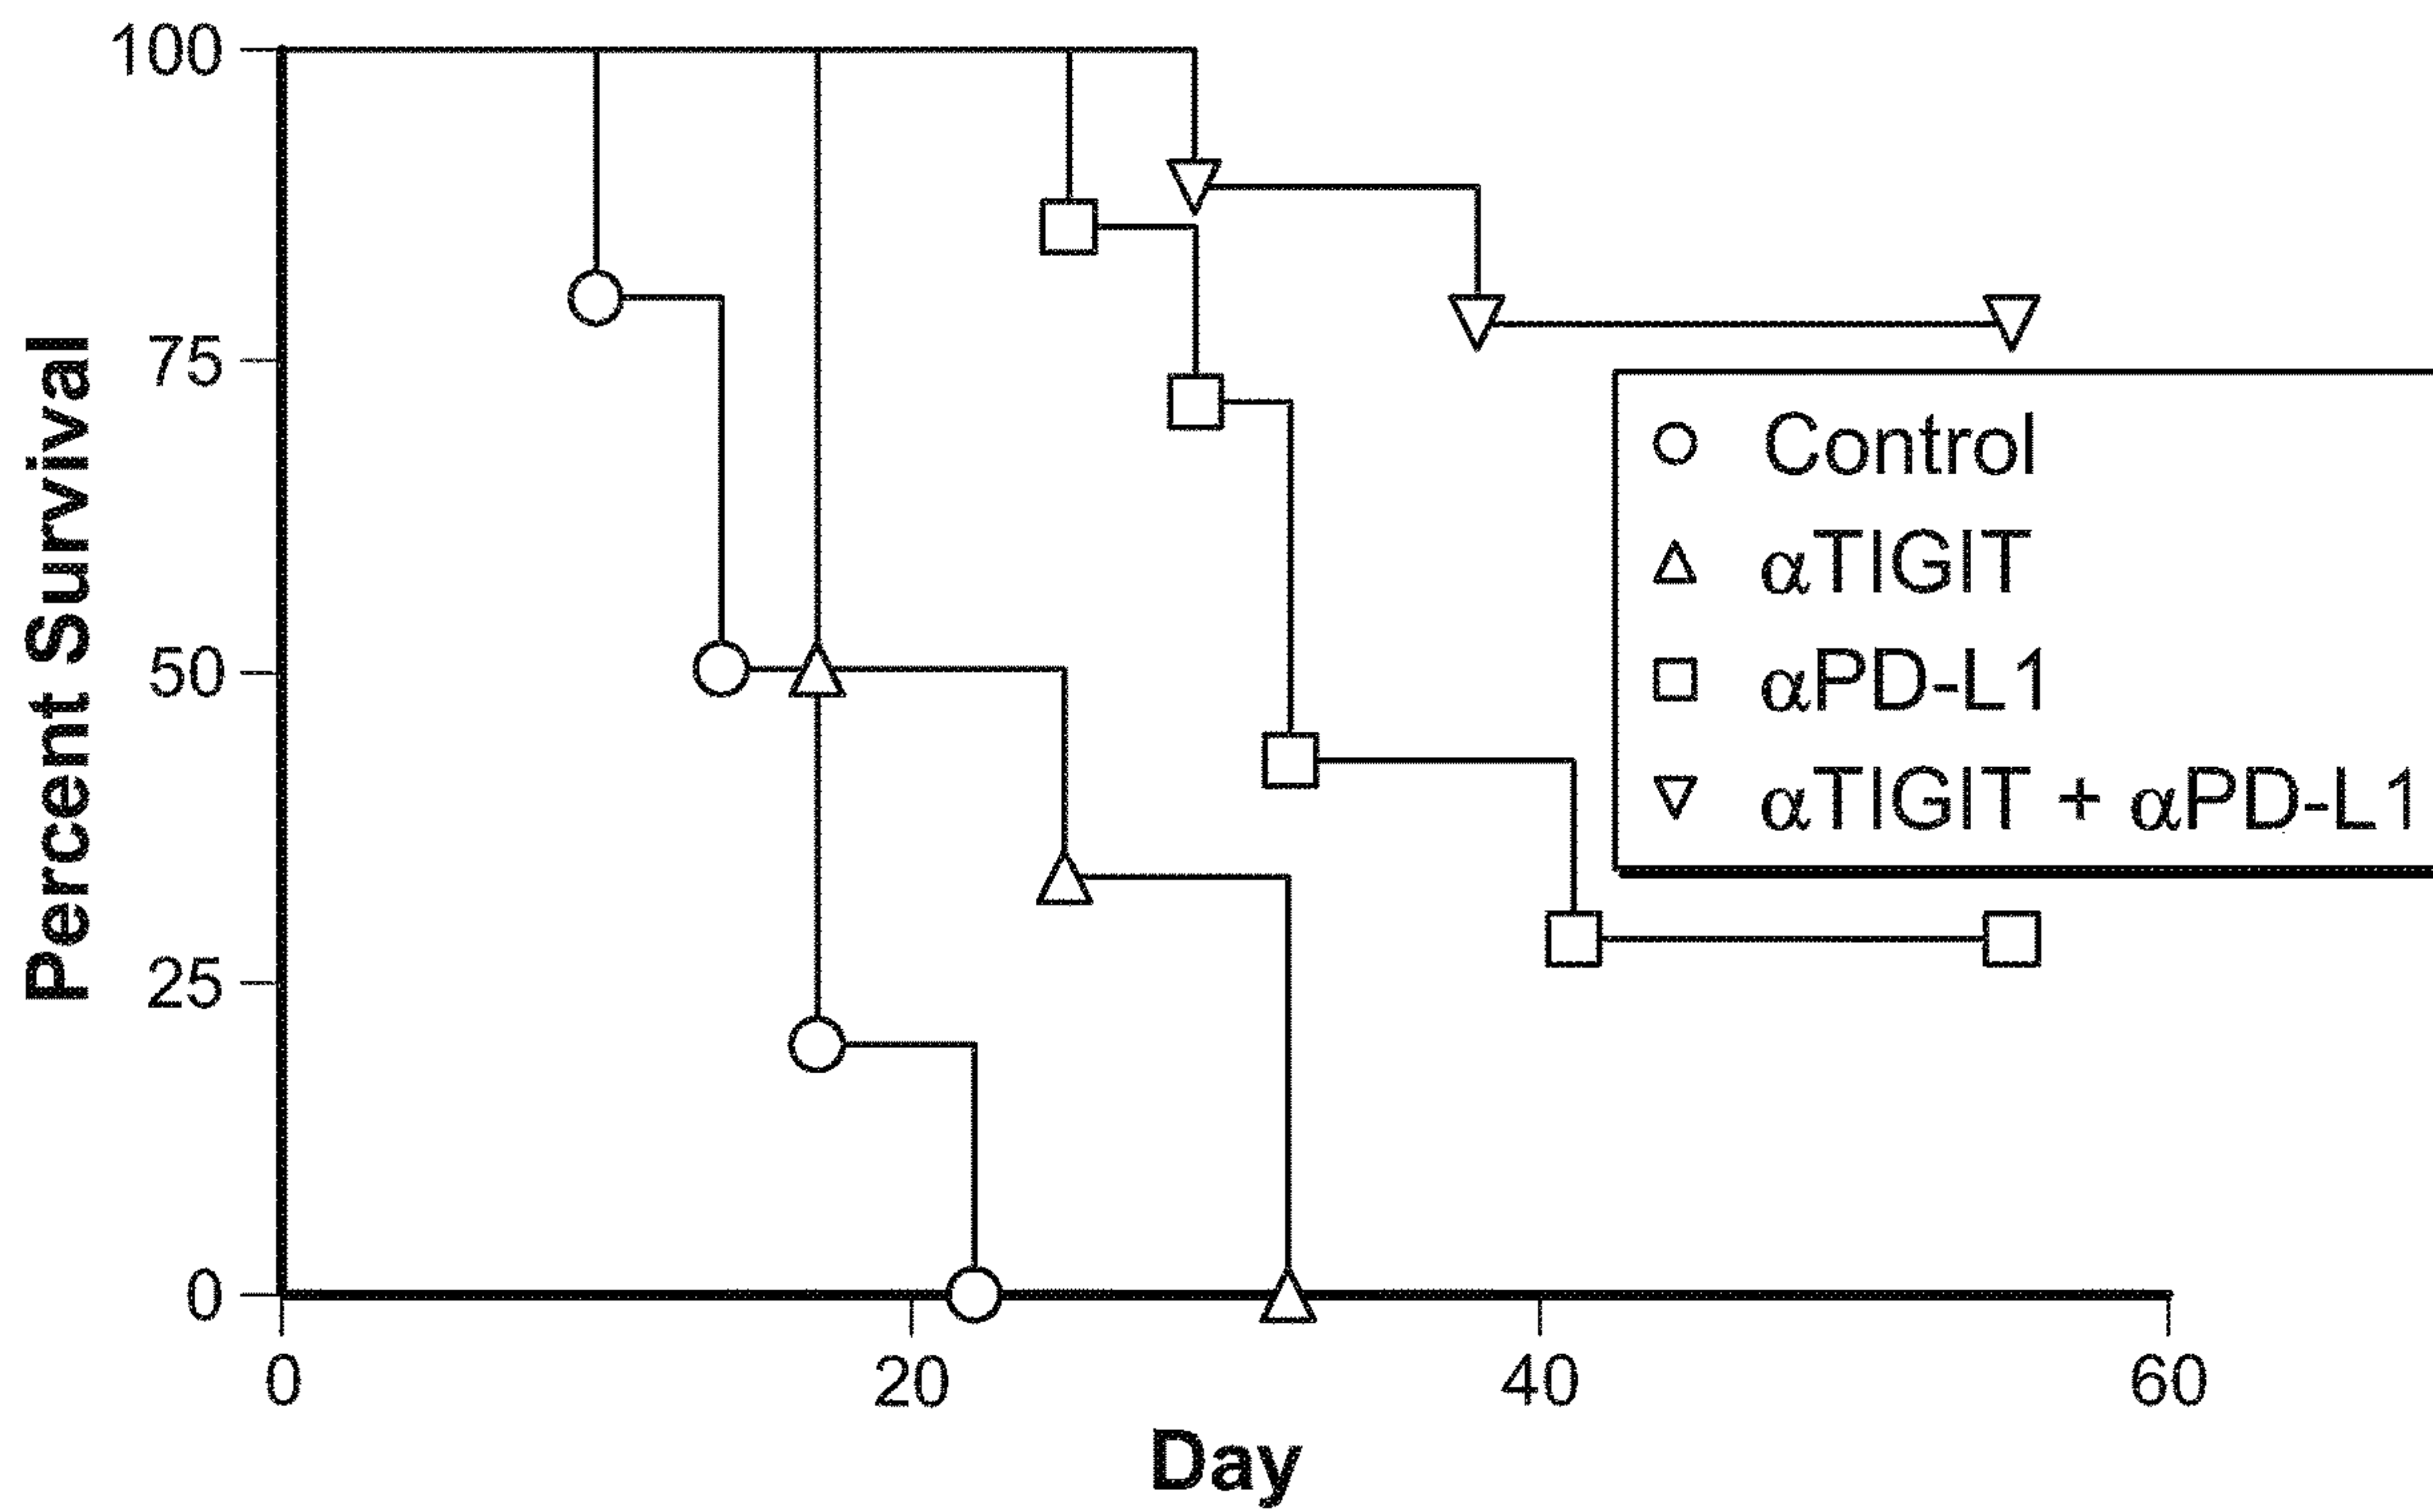 Percent Survival
100
75
50
25
0
Control
αTIGIT
αPD-L1
αTIGIT + αPD-L1
0 20 40 60
Day